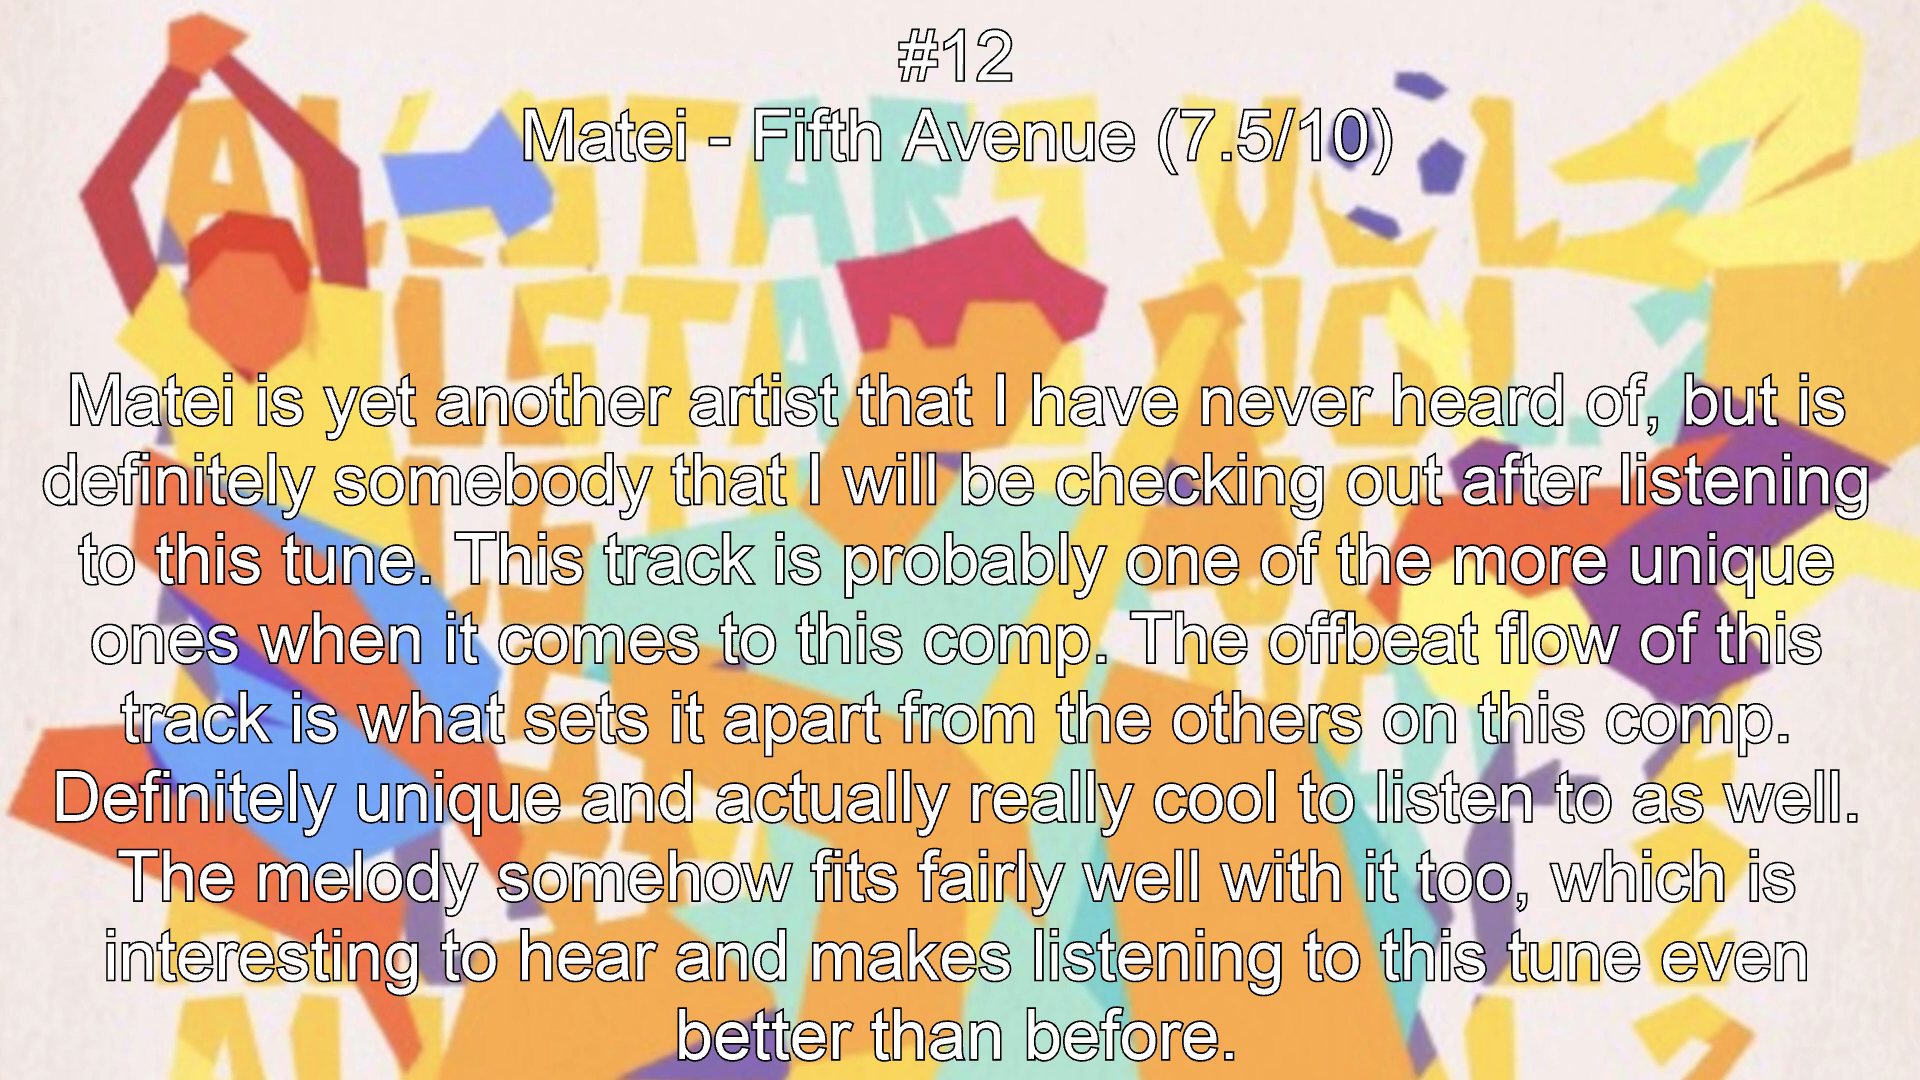 #12
Matei - Fifth Avenue (7.5/10)
Matei is yet another artist that I have never heard of, but is
definitely somebody that I will be checking out after listening
to this tune. This track is probably one of the more unique
ones when it comes to this comp. The offbeat flow of this
track is what sets it apart from the others on this comp.
Definitely unique and actually really cool to listen to as well.
The melody somehow fits fairly well with it too, which is
interesting to hear and makes listening to this tune even
better than before.
ALLSTARS VOL. 2